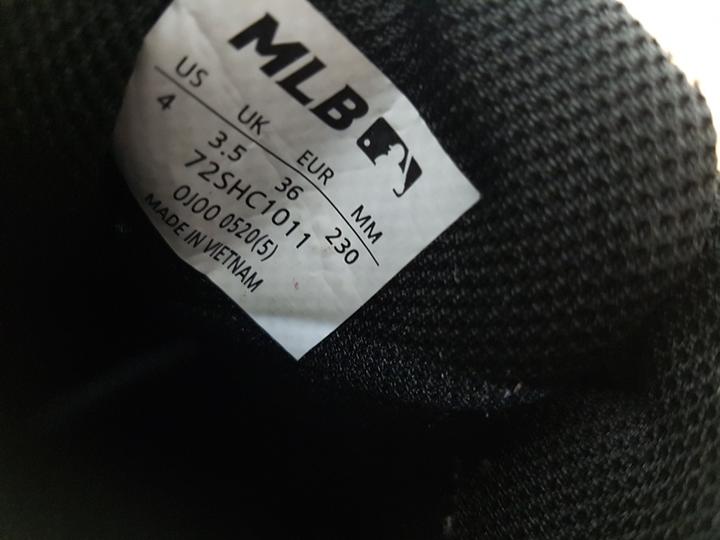 MLB
US UK EUR MM
4 3.5 36 230
72SHC1011
0J00 0520(5)
MADE IN VIETNAM